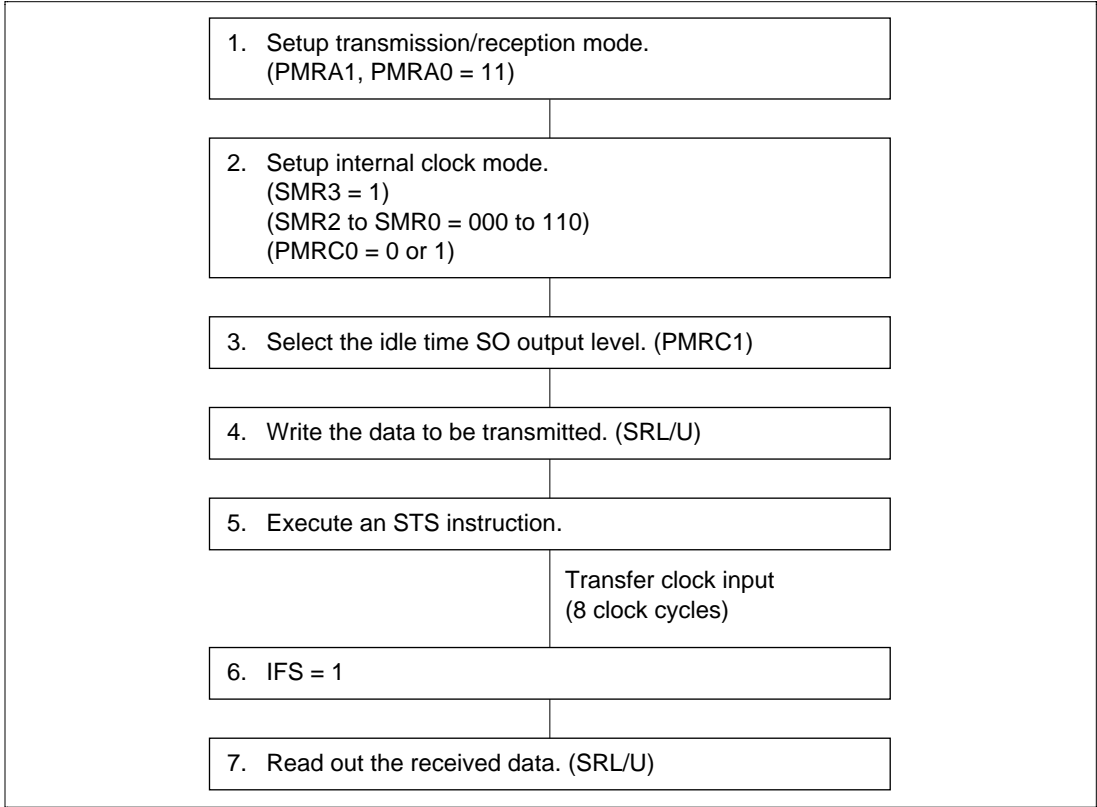 1. Setup transmission/reception mode.
(PMRA1, PMRA0 = 11)
2. Setup internal clock mode.
(SMR3 = 1)
(SMR2 to SMR0 = 000 to 110)
(PMRC0 = 0 or 1)
3. Select the idle time SO output level. (PMRC1)
4. Write the data to be transmitted. (SRL/U)
5. Execute an STS instruction.
Transfer clock input
(8 clock cycles)
6. IFS = 1
7. Read out the received data. (SRL/U)